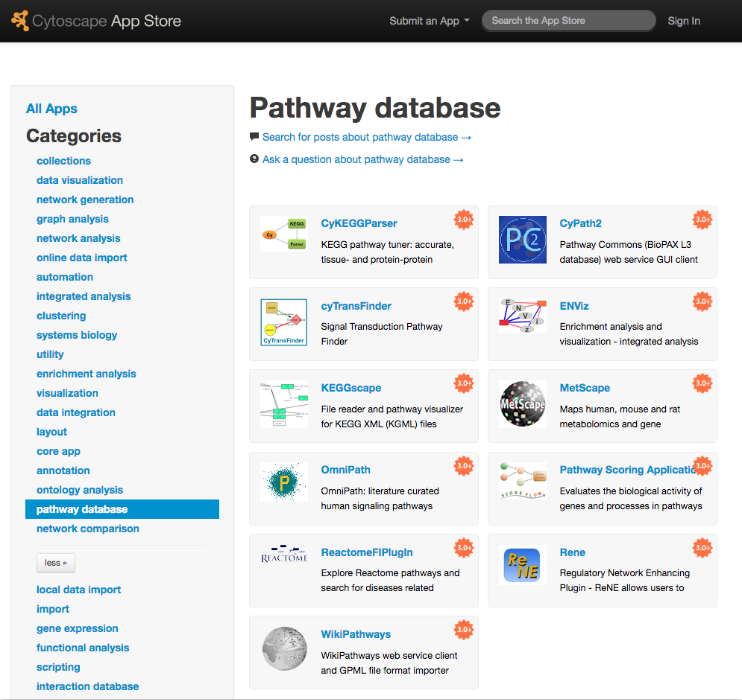 Cytoscape App Store
Submit an App
Search the App Store
Sign In
All Apps
Categories
collections
data visualization
network generation
graph analysis
network analysis
online data import
automation
integrated analysis
clustering
systems biology
utility
enrichment analysis
visualization
data integration
layout
core app
annotation
ontology analysis
pathway database
network comparison
less «
local data import
import
gene expression
functional analysis
scripting
interaction database
Pathway database
Search for posts about pathway database →
Ask a question about pathway database →
Cy
KEGG
Parser
CyKEGGParser
3.0+
KEGG pathway tuner: accurate,
tissue- and protein-protein
PC2
CyPath2
3.0+
Pathway Commons (BioPAX L3
database) web service GUI client
CyTransFinder
cyTransFinder
3.0+
Signal Transduction Pathway
Finder
E N V I Z
ENViz
3.0+
Enrichment analysis and
visualization - integrated analysis
KEGGscape
3.0+
File reader and pathway visualizer
for KEGG XML (KGML) files
MetScape
MetScape
3.0+
Maps human, mouse and rat
metabolomics and gene
P
OmniPath
3.0+
OmniPath: literature curated
human signaling pathways
SCORE FLOW
Pathway Scoring Applicatio
3.0+
Evaluates the biological activity of
genes and processes in pathways
REACTOME
ReactomeFIPlugin
3.0+
Explore Reactome pathways and
search for diseases related
ReNE
Rene
3.0+
Regulatory Network Enhancing
Plugin - ReNE allows users to
WikiPathways
3.0+
WikiPathways web service client
and GPML file format importer